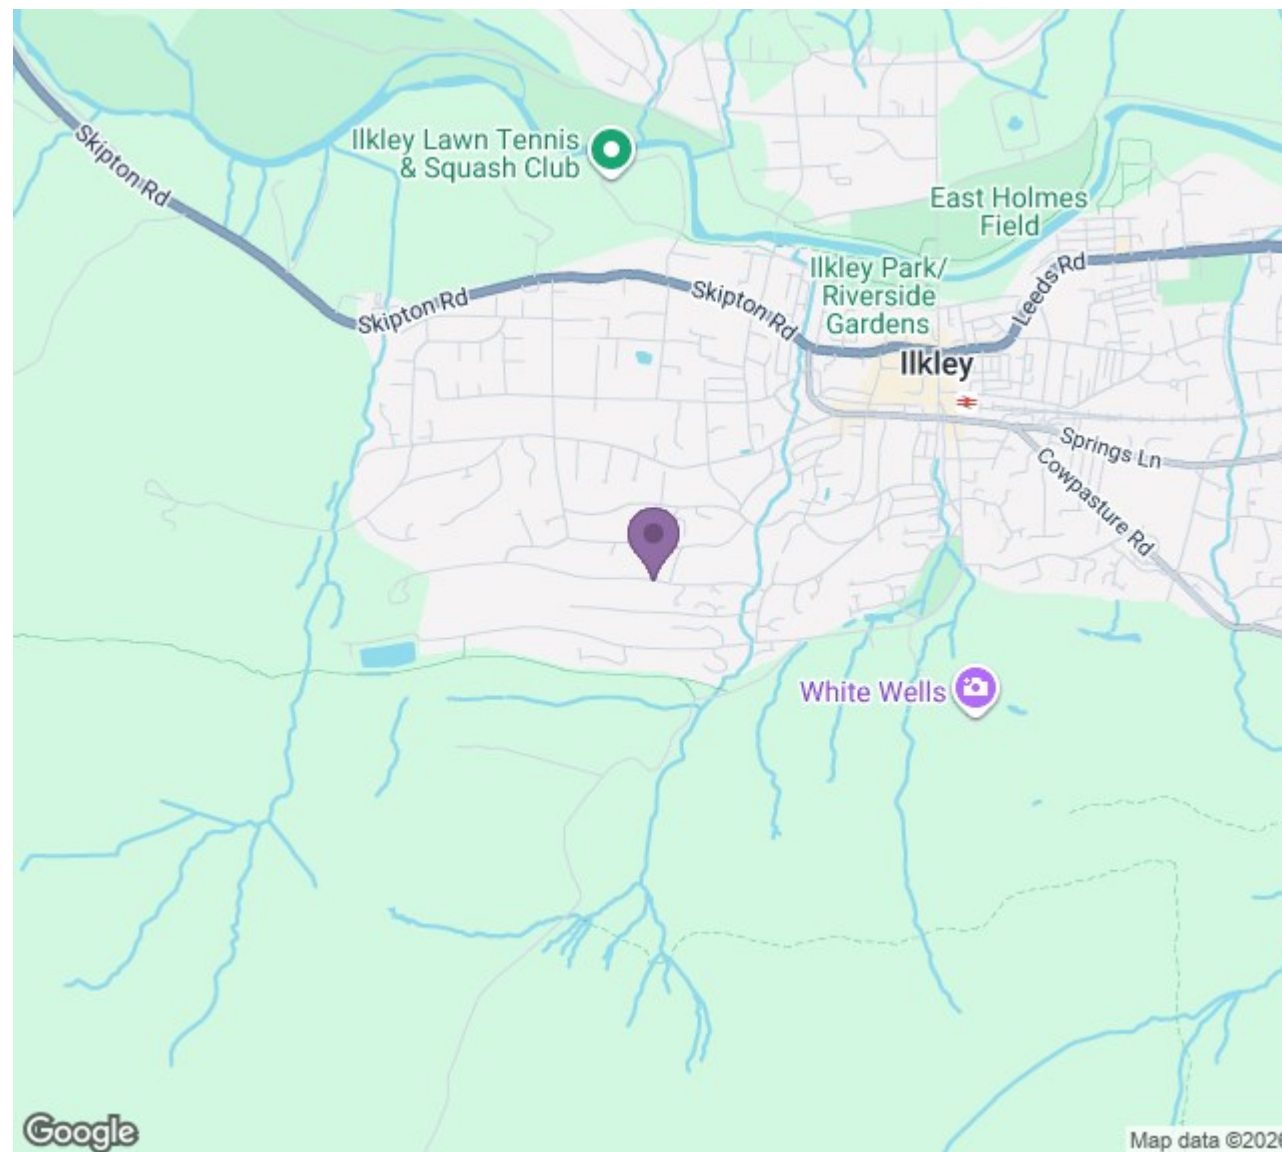 Skipton Rd
Ilkley Lawn Tennis
& Squash Club
East Holmes
Field
Ilkley Park/
Riverside
Gardens
Leeds Rd
Skipton Rd
Skipton Rd
Ilkley
Springs Ln
Cowpasture Rd
White Wells
Google
Map data ©2026